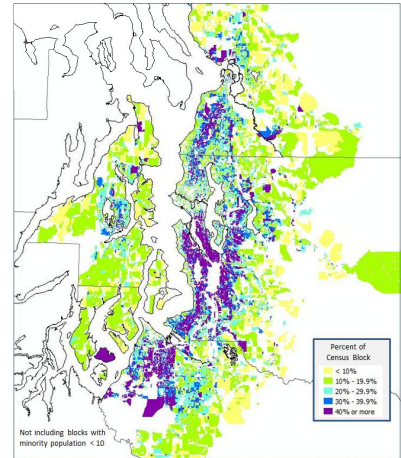 Percent of
Census Block
< 10%
10% - 19.9%
20% - 29.9%
30% - 39.9%
40% or more
Not including blocks with
minority population < 10